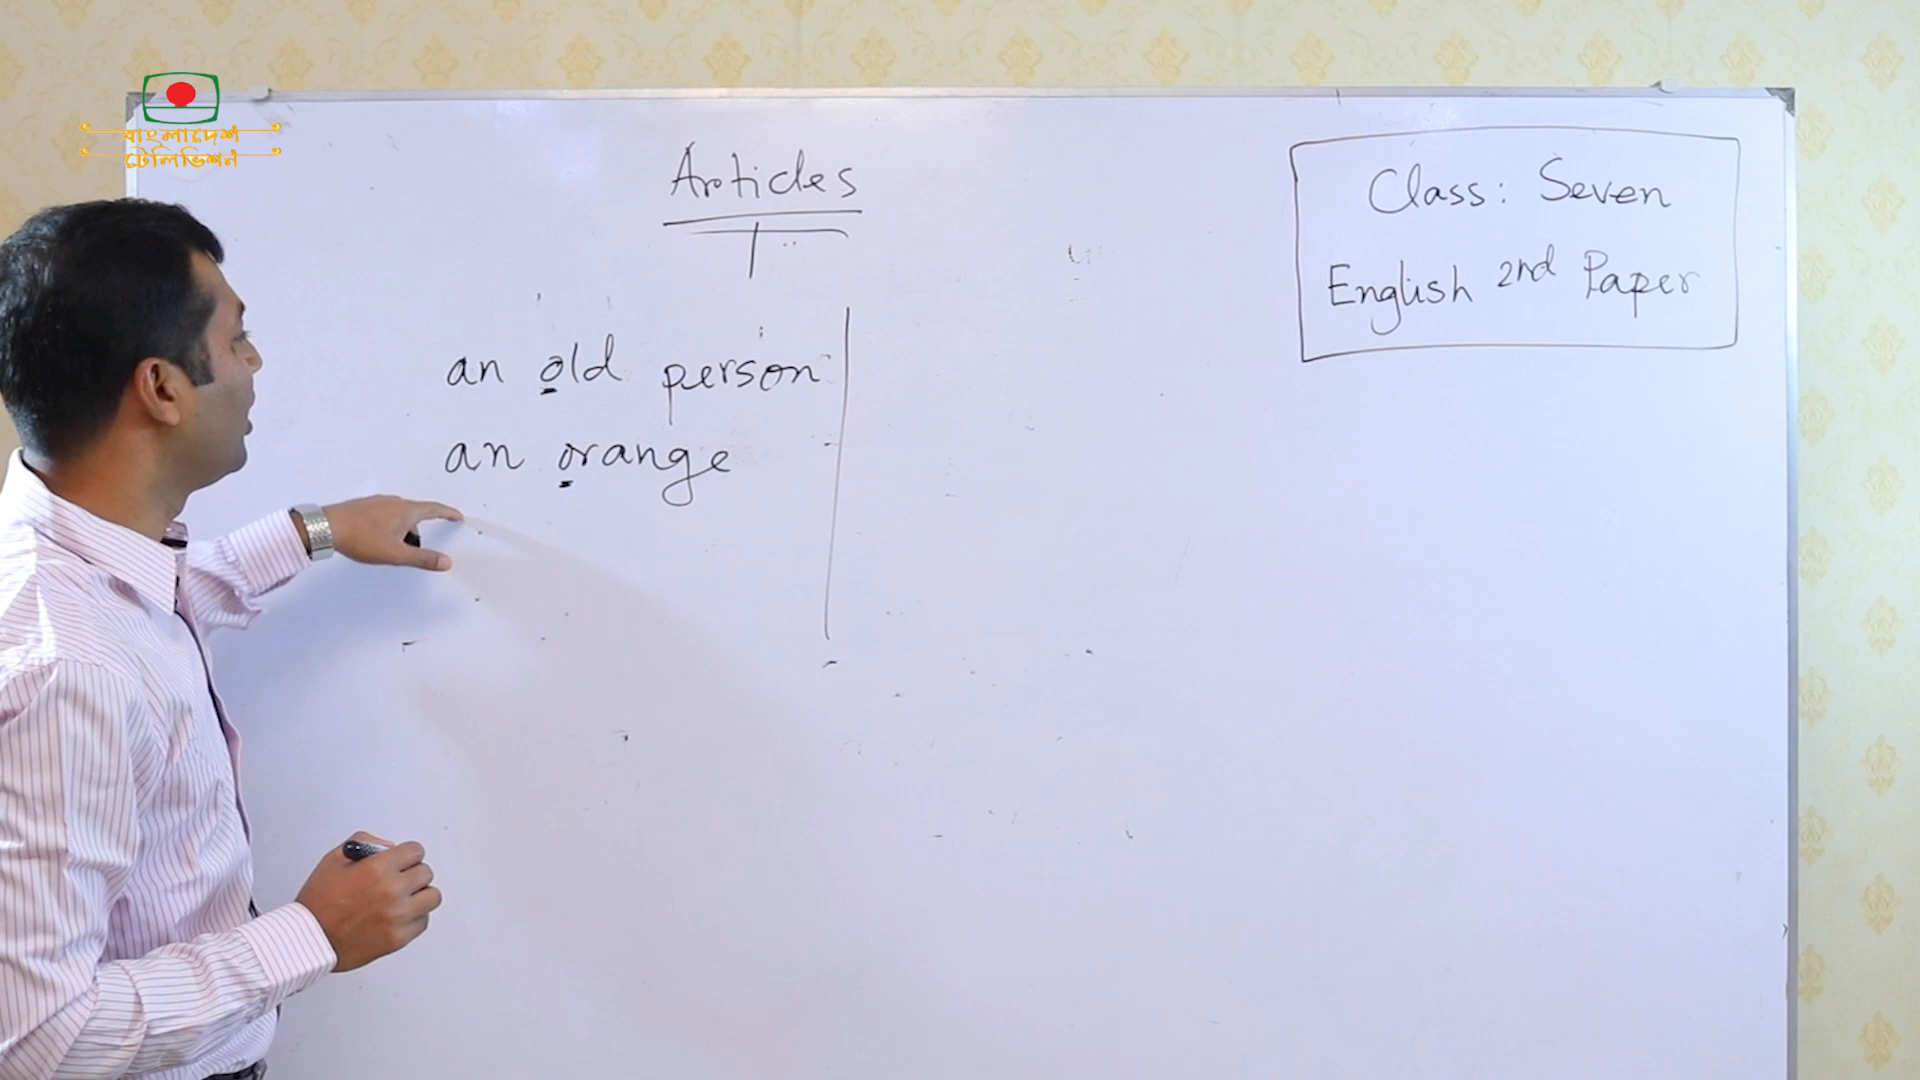 বাংলাদেশ
টেলিভিশন
Articles
Class: Seven
English 2nd Paper
an old person
an orange